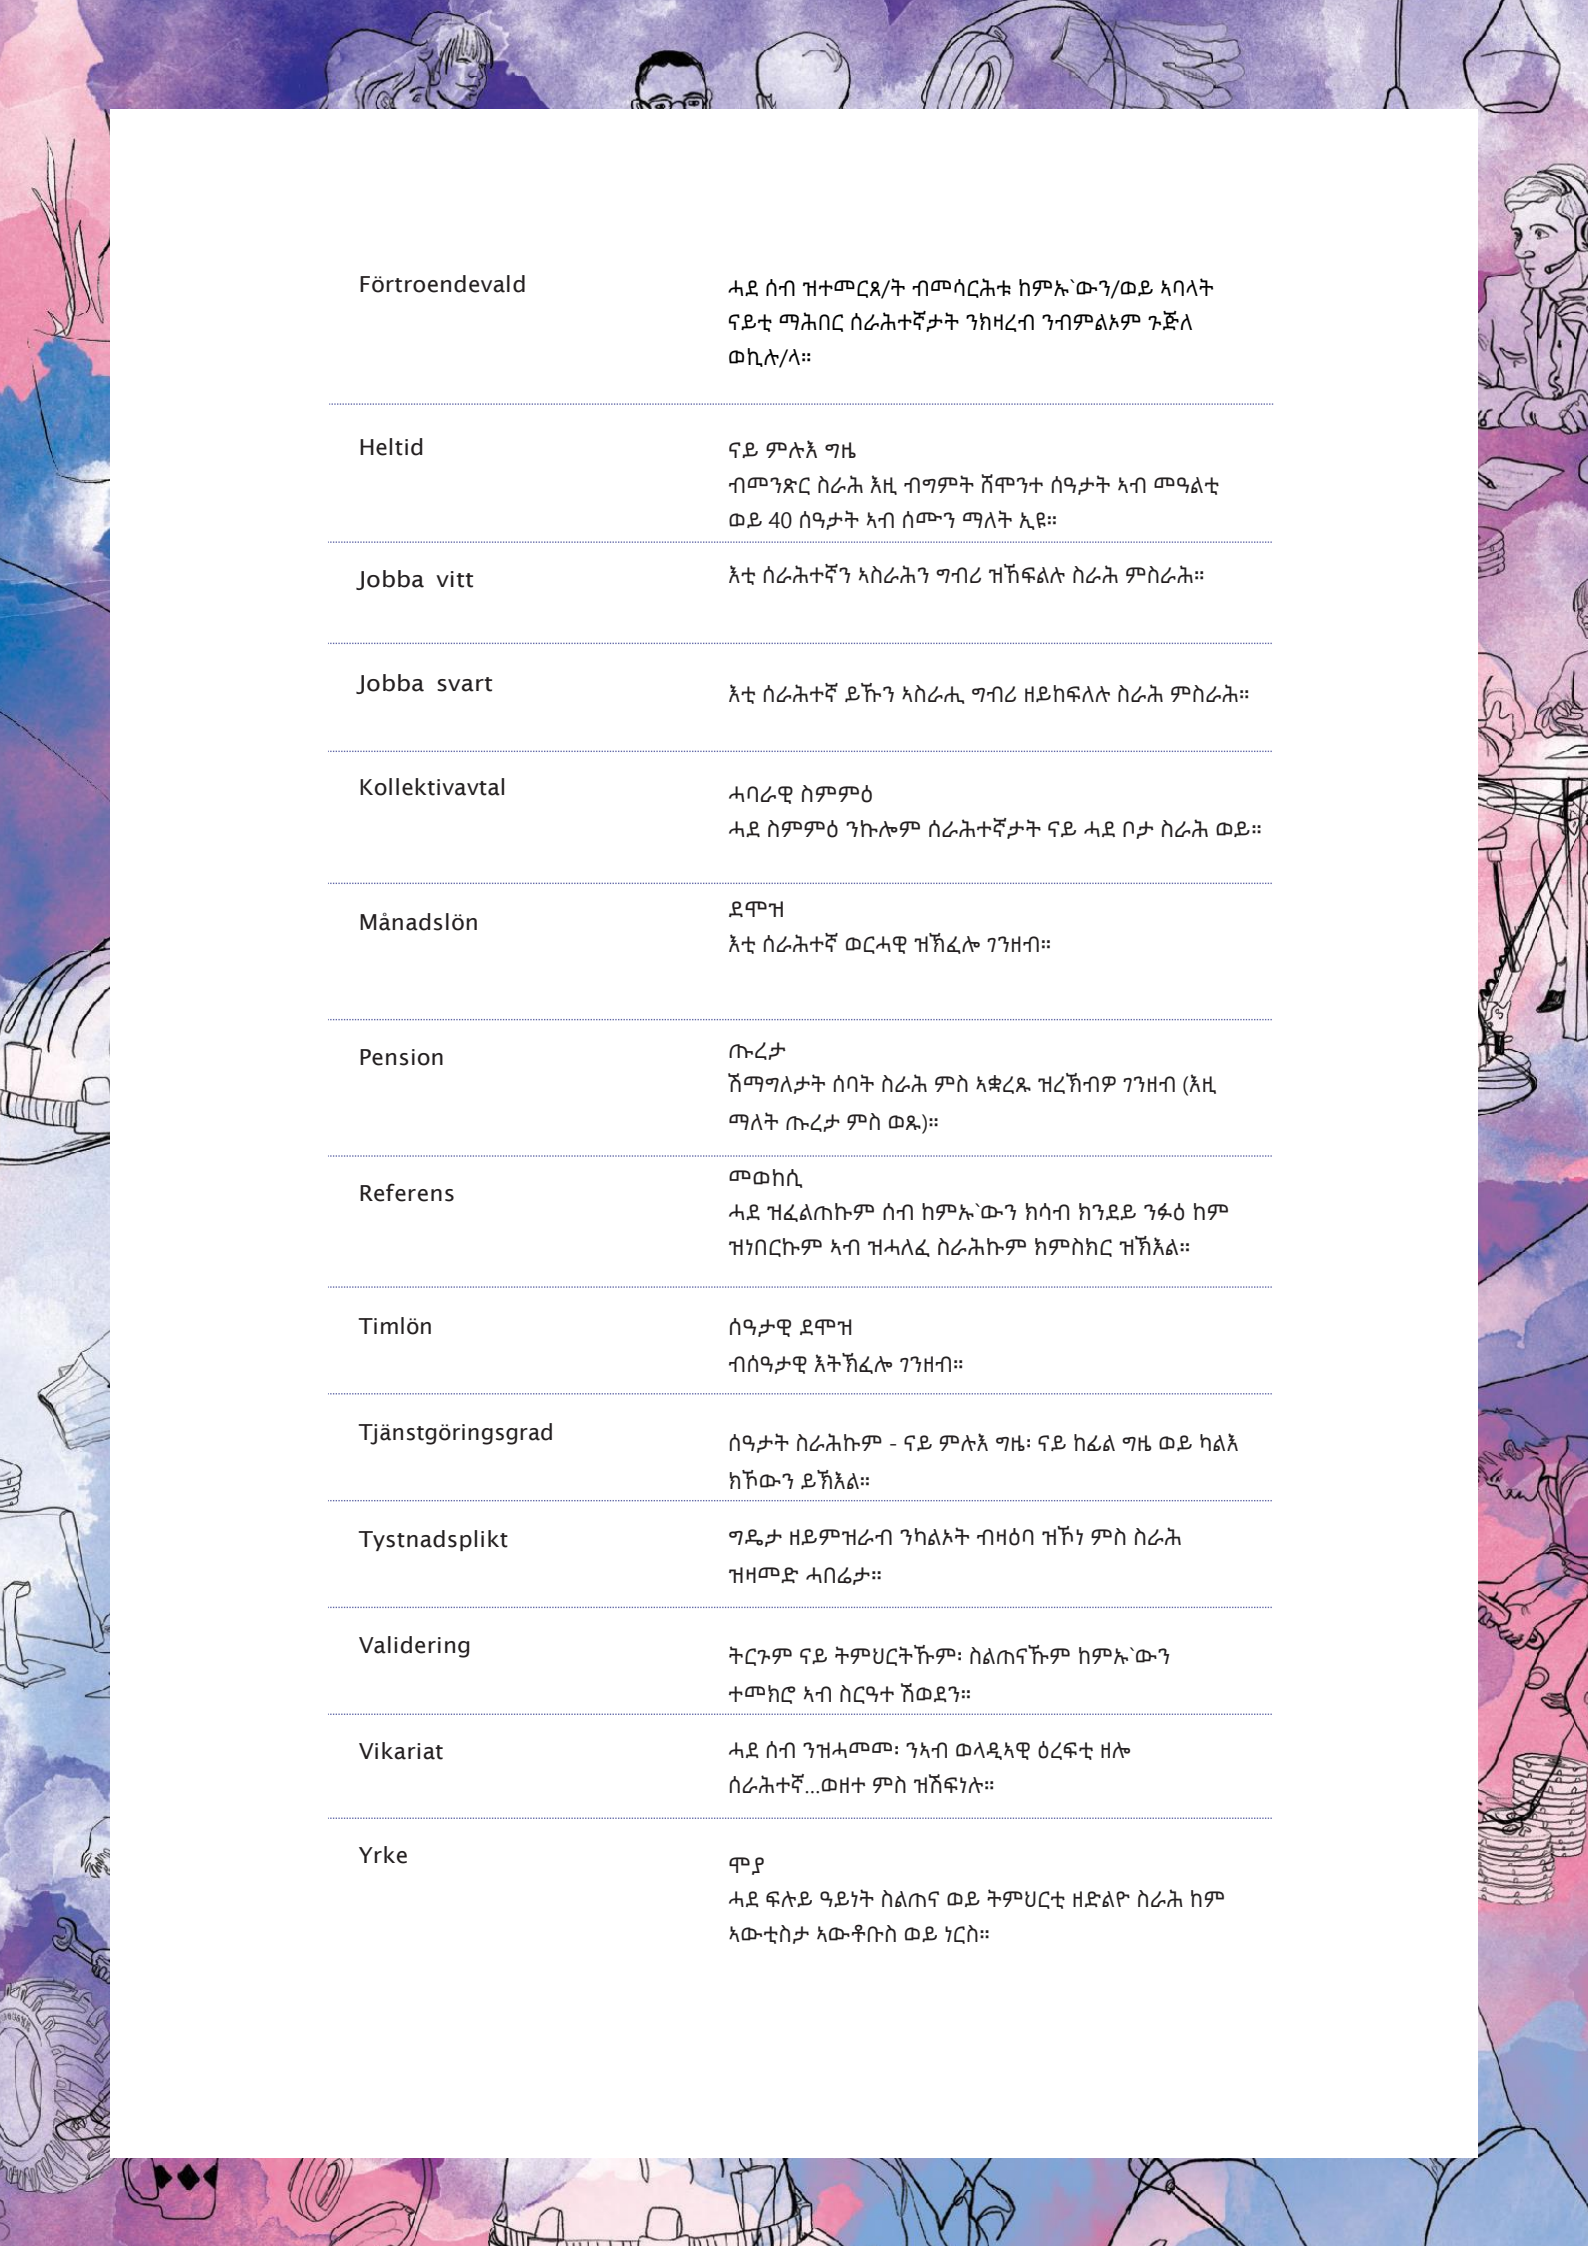 Förtroendevald
ሓደ ሰብ ዝተመርጸ/ት ብመሳርሕቱ ከምኡ`ውን/ወይ ኣባላት
ናይቲ ማሕበር ሰራሕተኛታት ንክዛረብ ንብምልኦም ጉጅለ
ወኪሉ/ላ።
Heltid
ናይ ምሉእ ግዜ
ብመንጽር ስራሕ እዚ ብግምት ሸሞንተ ሰዓታት ኣብ መዓልቲ
ወይ 40 ሰዓታት ኣብ ሰሙን ማለት ኢዩ።
Jobba vitt
እቲ ሰራሕተኛን ኣስራሕን ግብሪ ዝኸፍልሉ ስራሕ ምስራሕ።
Jobba svart
እቲ ሰራሕተኛ ይኹን ኣስራሒ ግብሪ ዘይከፍለሉ ስራሕ ምስራሕ።
Kollektivavtal
ሓባራዊ ስምምዕ
ሓደ ስምምዕ ንኩሎም ሰራሕተኛታት ናይ ሓደ ቦታ ስራሕ ወይ።
Månadslön
ደሞዝ
እቲ ሰራሕተኛ ወርሓዊ ዝኽፈሎ ገንዘብ።
Pension
ጡረታ
ሽማግለታት ሰባት ስራሕ ምስ ኣቋረጹ ዝረኽብዎ ገንዘብ (እዚ
ማለት ጡረታ ምስ ወጹ)።
Referens
መወከሲ
ሓደ ዝፈልጠኩም ሰብ ከምኡ`ውን ክሳብ ክንደይ ንፉዕ ከም
ዝነበርኩም ኣብ ዝሓለፈ ስራሕኩም ክምስክር ዝኽእል።
Timlön
ሰዓታዊ ደሞዝ
ብሰዓታዊ እትኽፈሎ ገንዘብ።
Tjänstgöringsgrad
ሰዓታት ስራሕኩም - ናይ ምሉእ ግዜ፡ ናይ ከፊል ግዜ ወይ ካልእ
ክኾውን ይኽእል።
Tystnadsplikt
ግዴታ ዘይምዝራብ ንካልኦት ብዛዕባ ዝኾነ ምስ ስራሕ
ዝዛመድ ሓበሬታ።
Validering
ትርጉም ናይ ትምህርትኹም፡ ስልጠናኹም ከምኡ`ውን
ተመክሮ ኣብ ስርዓተ ሽወደን።
Vikariat
ሓደ ሰብ ንዝሓመመ፡ ንኣብ ወላዲኣዊ ዕረፍቲ ዘሎ
ሰራሕተኛ...ወዘተ ምስ ዝሽፍነሉ።
Yrke
ሞያ
ሓደ ፍሉይ ዓይነት ስልጠና ወይ ትምህርቲ ዘድልዮ ስራሕ ከም
ኣውቲስታ ኣውቶቡስ ወይ ነርስ።